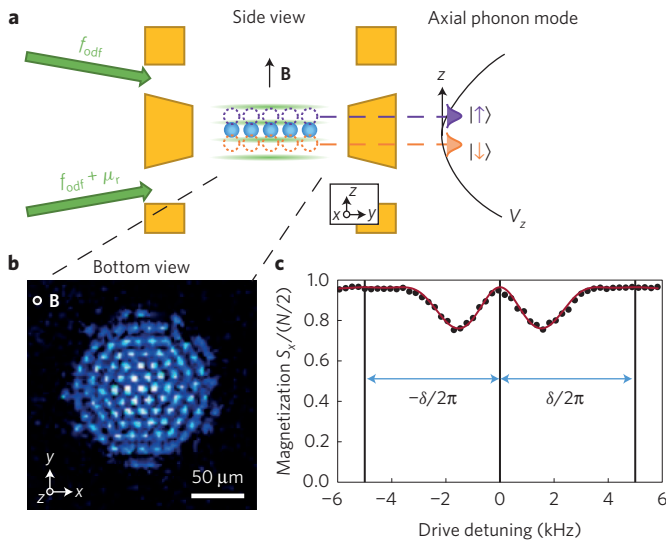 a
Side view
Axial phonon mode
f_odf
B
z
|↑⟩
|↓⟩
f_odf + μ_r
z
x
y
V_z
b
Bottom view
B
y
z
x
50 μm
c
Magnetization S_x/(N/2)
1.0
0.8
0.6
0.4
0.2
0.0
−δ/2π
δ/2π
−6
−4
−2
0
2
4
6
Drive detuning (kHz)